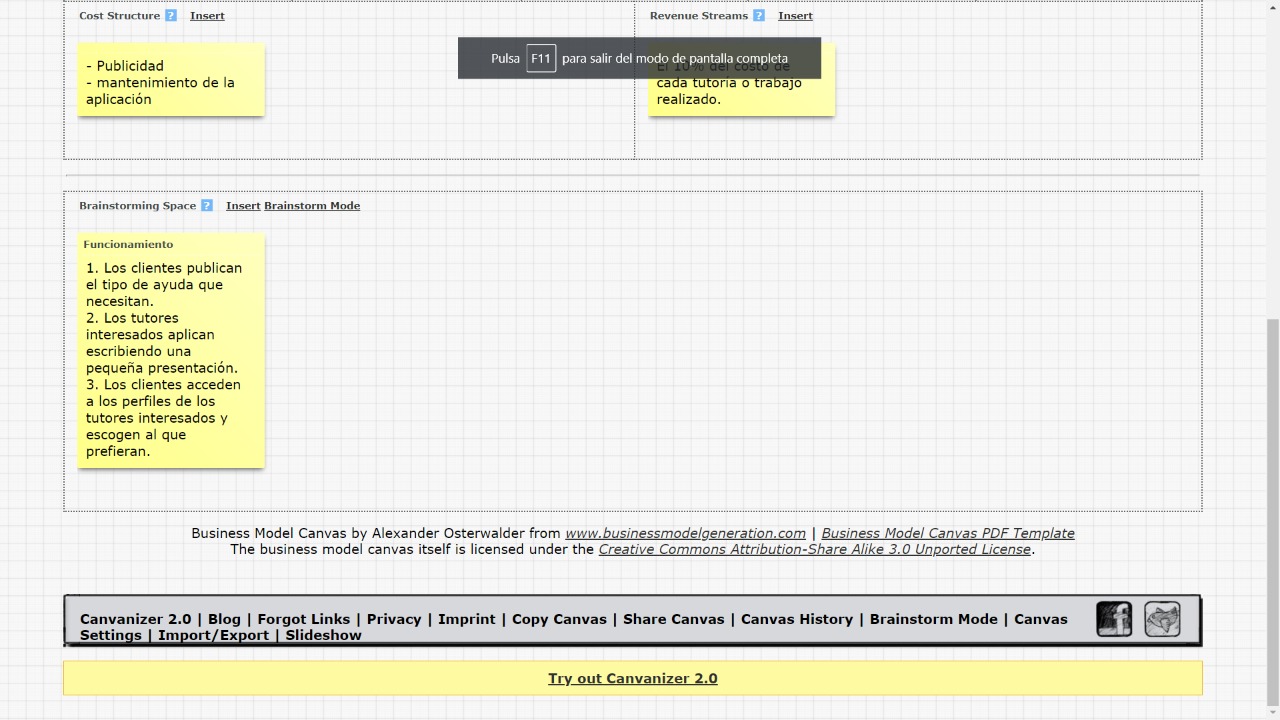 Cost Structure ? Insert
Revenue Streams ? Insert
Pulsa F11 para salir del modo de pantalla completa
- Publicidad
- mantenimiento de la
aplicación
El 10% del costo de
cada tutoría o trabajo
realizado.
Brainstorming Space ? Insert Brainstorm Mode
Funcionamiento
1. Los clientes publican
el tipo de ayuda que
necesitan.
2. Los tutores
interesados aplican
escribiendo una
pequeña presentación.
3. Los clientes acceden
a los perfiles de los
tutores interesados y
escogen al que
prefieran.
Business Model Canvas by Alexander Osterwalder from www.businessmodelgeneration.com | Business Model Canvas PDF Template
The business model canvas itself is licensed under the Creative Commons Attribution-Share Alike 3.0 Unported License.
Canvanizer 2.0 | Blog | Forgot Links | Privacy | Imprint | Copy Canvas | Share Canvas | Canvas History | Brainstorm Mode | Canvas
Settings | Import/Export | Slideshow
Try out Canvanizer 2.0